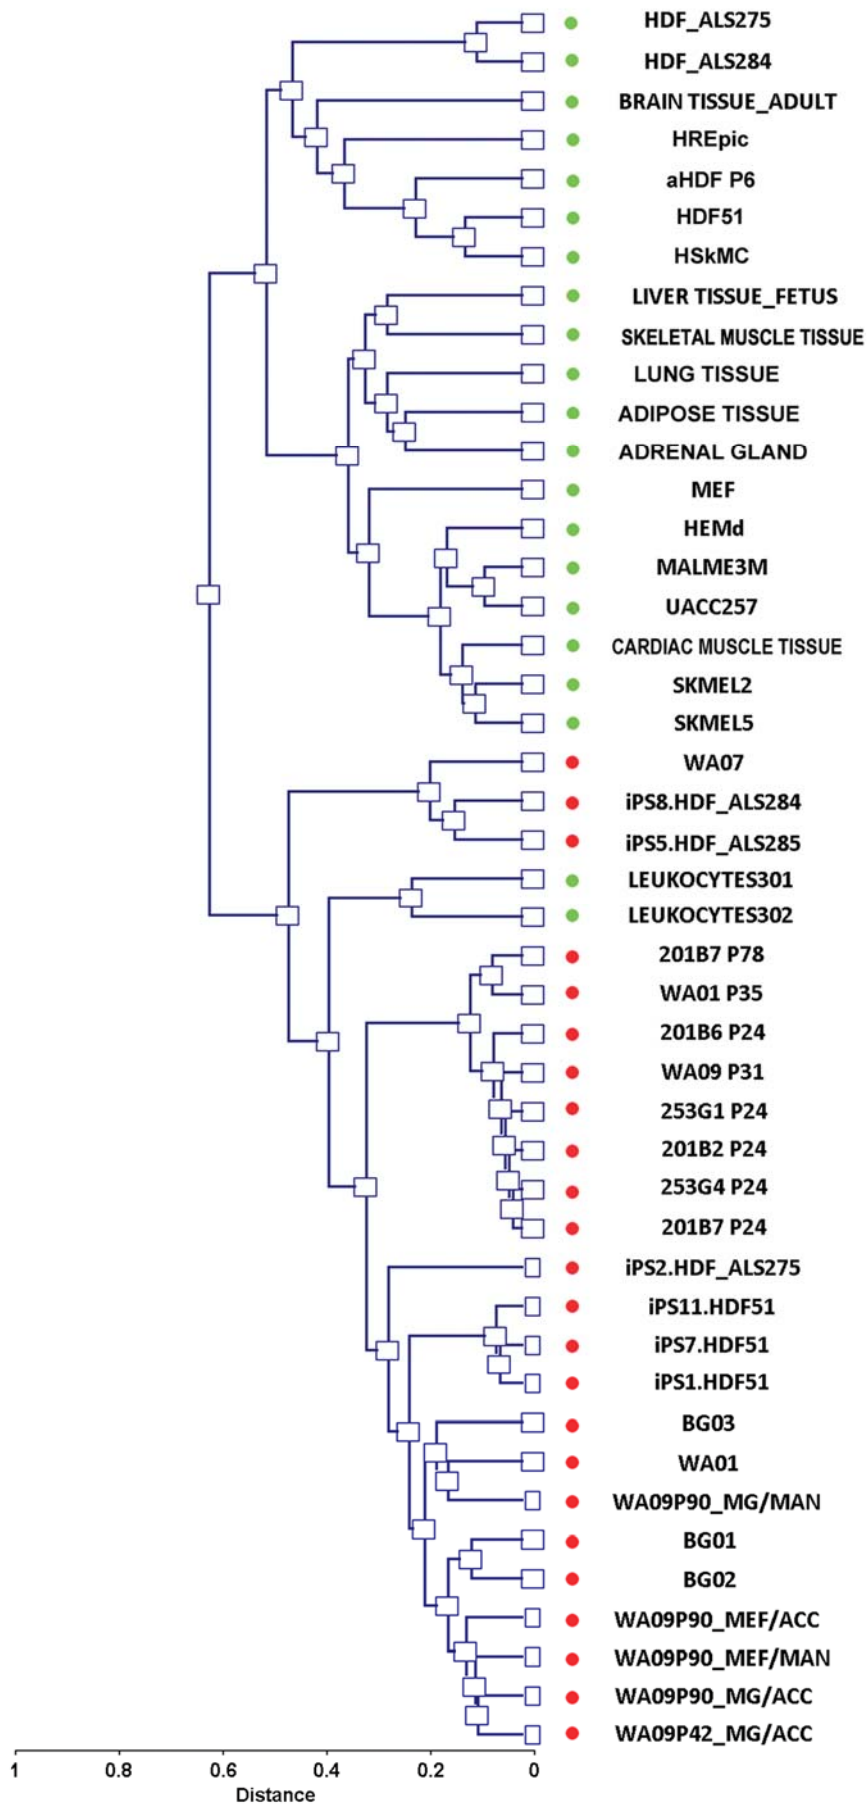 HDF_ALS275
HDF_ALS284
BRAIN TISSUE_ADULT
HREpic
aHDF P6
HDF51
HSkMC
LIVER TISSUE_FETUS
SKELETAL MUSCLE TISSUE
LUNG TISSUE
ADIPOSE TISSUE
ADRENAL GLAND
MEF
HEMd
MALME3M
UACC257
CARDIAC MUSCLE TISSUE
SKMEL2
SKMEL5
WA07
iPS8.HDF_ALS284
iPS5.HDF_ALS285
LEUKOCYTES301
LEUKOCYTES302
201B7 P78
WA01 P35
201B6 P24
WA09 P31
253G1 P24
201B2 P24
253G4 P24
201B7 P24
iPS2.HDF_ALS275
iPS11.HDF51
iPS7.HDF51
iPS1.HDF51
BG03
WA01
WA09P90_MG/MAN
BG01
BG02
WA09P90_MEF/ACC
WA09P90_MEF/MAN
WA09P90_MG/ACC
WA09P42_MG/ACC
1 0.8 0.6 0.4 0.2 0
Distance